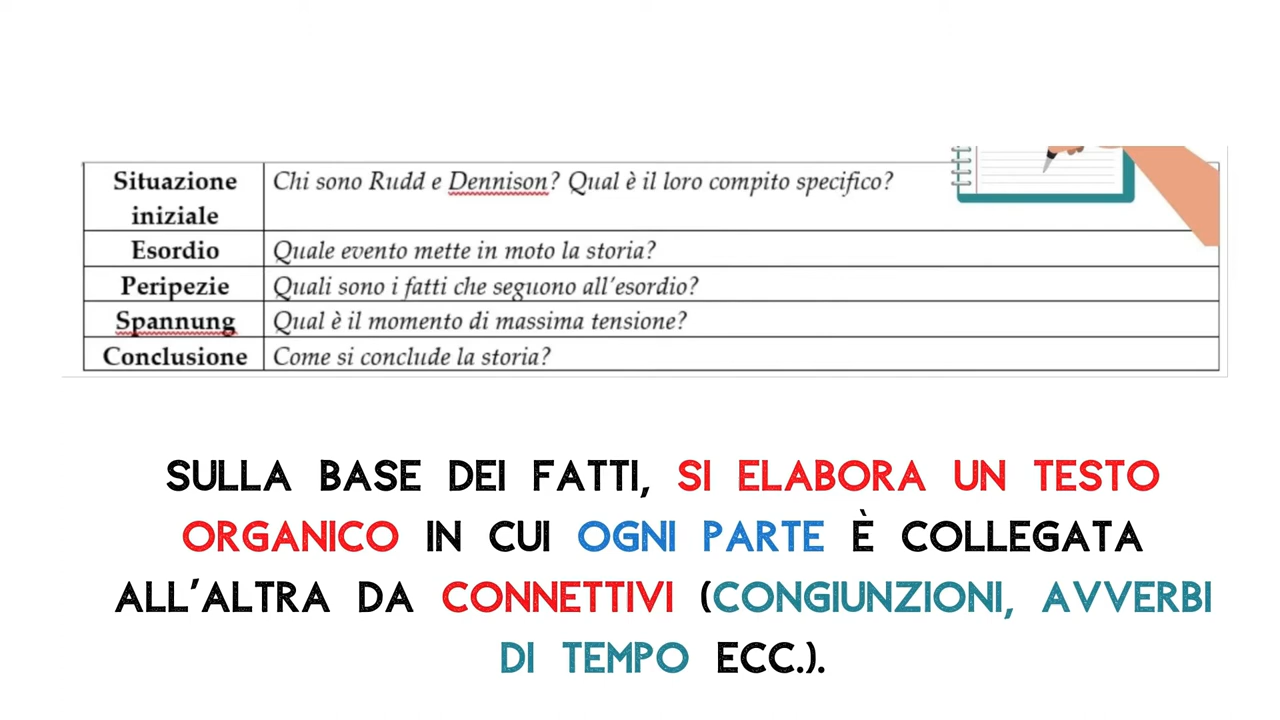 Situazione iniziale
Chi sono Rudd e Dennison? Qual è il loro compito specifico?
Esordio
Quale evento mette in moto la storia?
Peripezie
Quali sono i fatti che seguono all'esordio?
Spannung
Qual è il momento di massima tensione?
Conclusione
Come si conclude la storia?
SULLA BASE DEI FATTI, SI ELABORA UN TESTO
ORGANICO IN CUI OGNI PARTE È COLLEGATA
ALL'ALTRA DA CONNETTIVI (CONGIUNZIONI, AVVERBI
DI TEMPO ECC.).